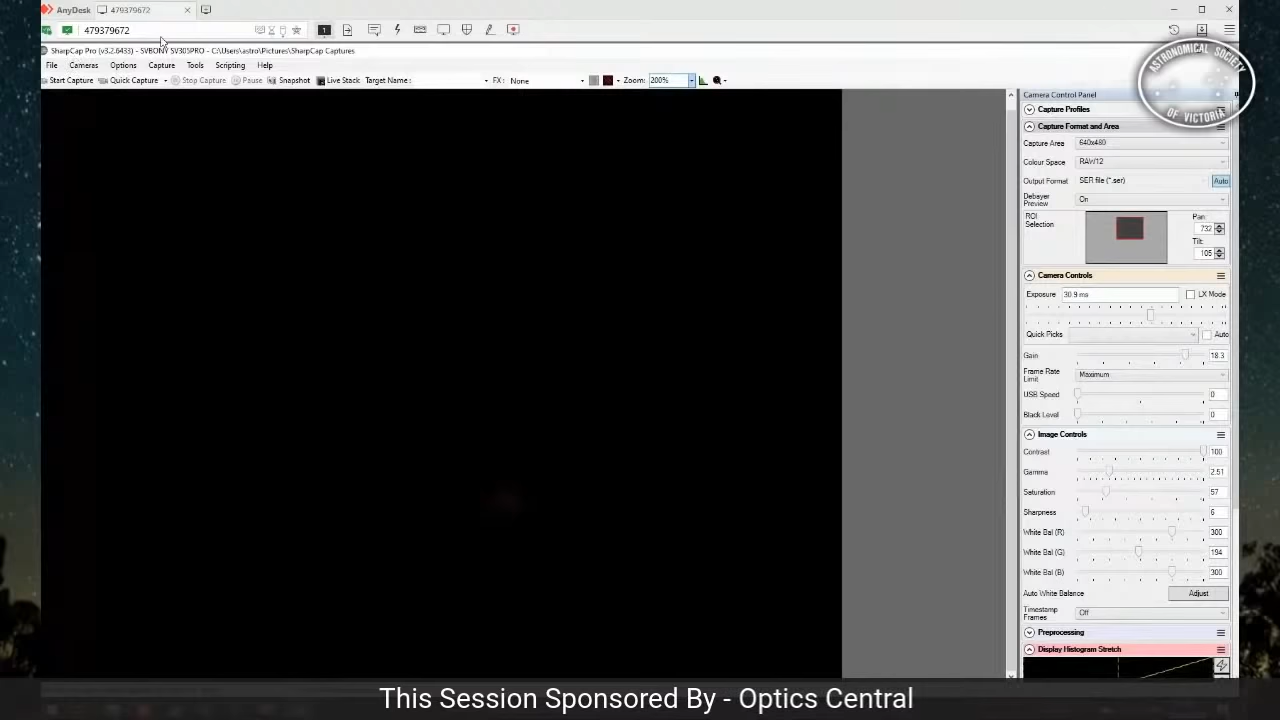 AnyDesk 479379672
479379672
1
SharpCap Pro (v3.2.6433) - SVBONY SV305PRO - C:\Users\astro\Pictures\SharpCap Captures
File Cameras Options Capture Tools Scripting Help
Start Capture Quick Capture Stop Capture Pause Snapshot Live Stack Target Name: FX: None Zoom: 200%
ASTRONOMICAL SOCIETY
OF VICTORIA
Camera Control Panel
Capture Profiles
Capture Format and Area
Capture Area 640x480
Colour Space RAW12
Output Format SER file (*.ser) Auto
Debayer
Preview On
ROI
Selection
Pan:
732
Tilt:
105
Camera Controls
Exposure 30.9 ms LX Mode
Quick Picks Auto
Gain 18.3
Frame Rate
Limit Maximum
USB Speed 0
Black Level 0
Image Controls
Contrast 100
Gamma 2.51
Saturation 57
Sharpness 6
White Bal (R) 300
White Bal (G) 194
White Bal (B) 300
Auto White Balance Adjust
Timestamp
Frames Off
Preprocessing
Display Histogram Stretch
This Session Sponsored By - Optics Central